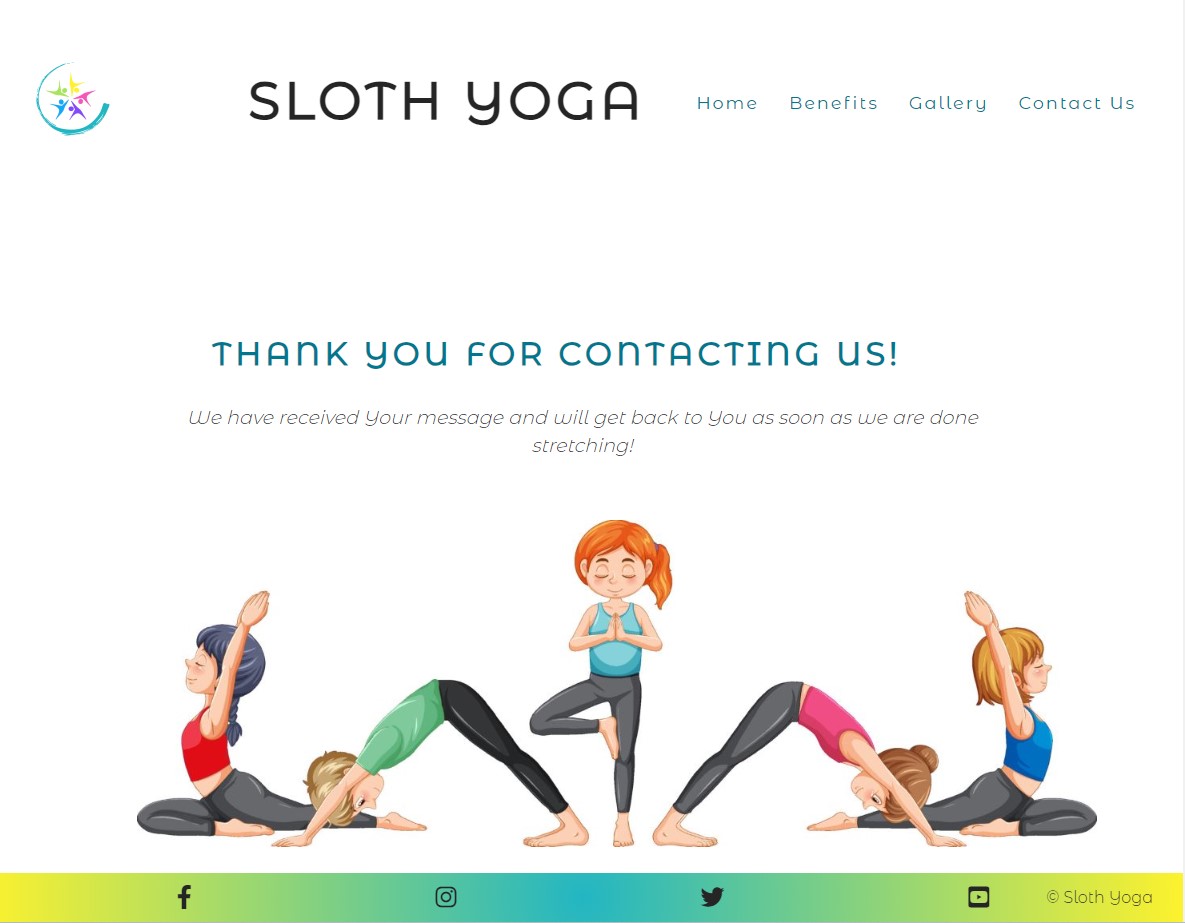 SLOTH YOGA
Home Benefits Gallery Contact Us
THANK YOU FOR CONTACTING US!
We have received Your message and will get back to You as soon as we are done
stretching!
© Sloth Yoga